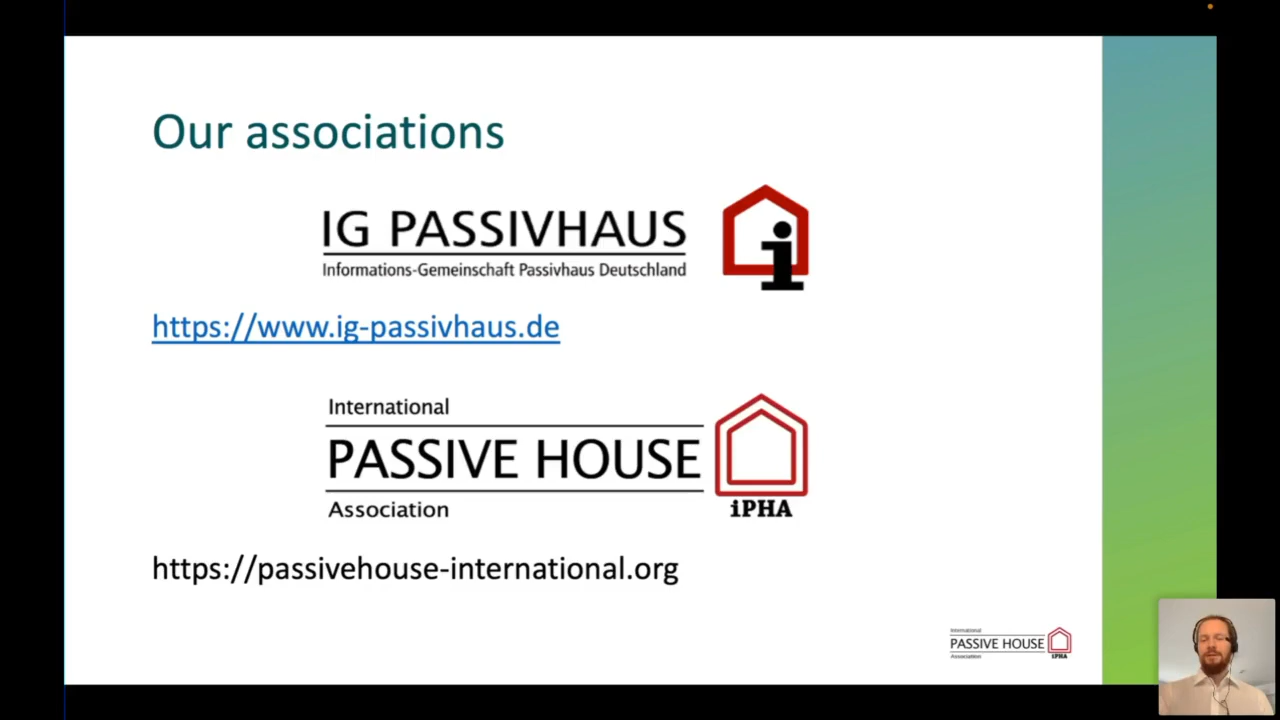 Our associations
IG PASSIVHAUS
Informations-Gemeinschaft Passivhaus Deutschland
https://www.ig-passivhaus.de
International
PASSIVE HOUSE
Association
iPHA
https://passivehouse-international.org
International
PASSIVE HOUSE
Association
iPHA